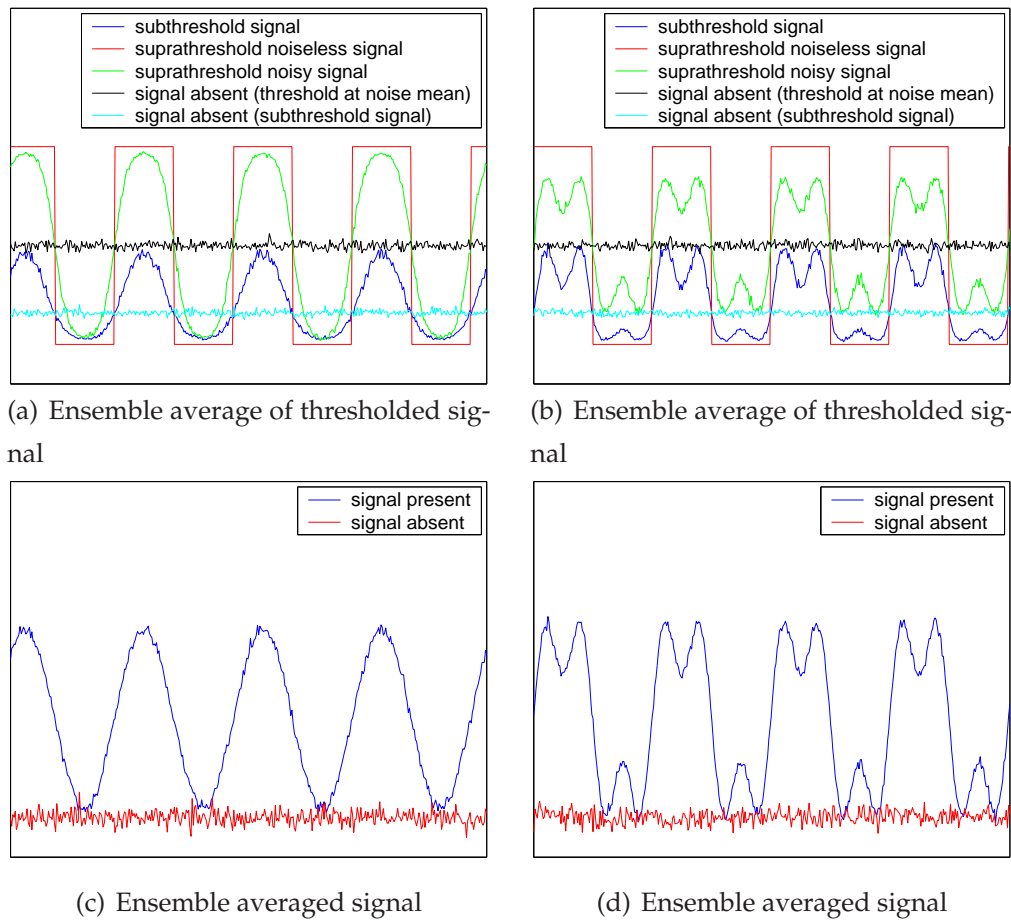 subthreshold signal
suprathreshold noiseless signal
suprathreshold noisy signal
signal absent (threshold at noise mean)
signal absent (subthreshold signal)
subthreshold signal
suprathreshold noiseless signal
suprathreshold noisy signal
signal absent (threshold at noise mean)
signal absent (subthreshold signal)
(a) Ensemble average of thresholded sig-
nal
(b) Ensemble average of thresholded sig-
nal
signal present
signal absent
signal present
signal absent
(c) Ensemble averaged signal
(d) Ensemble averaged signal